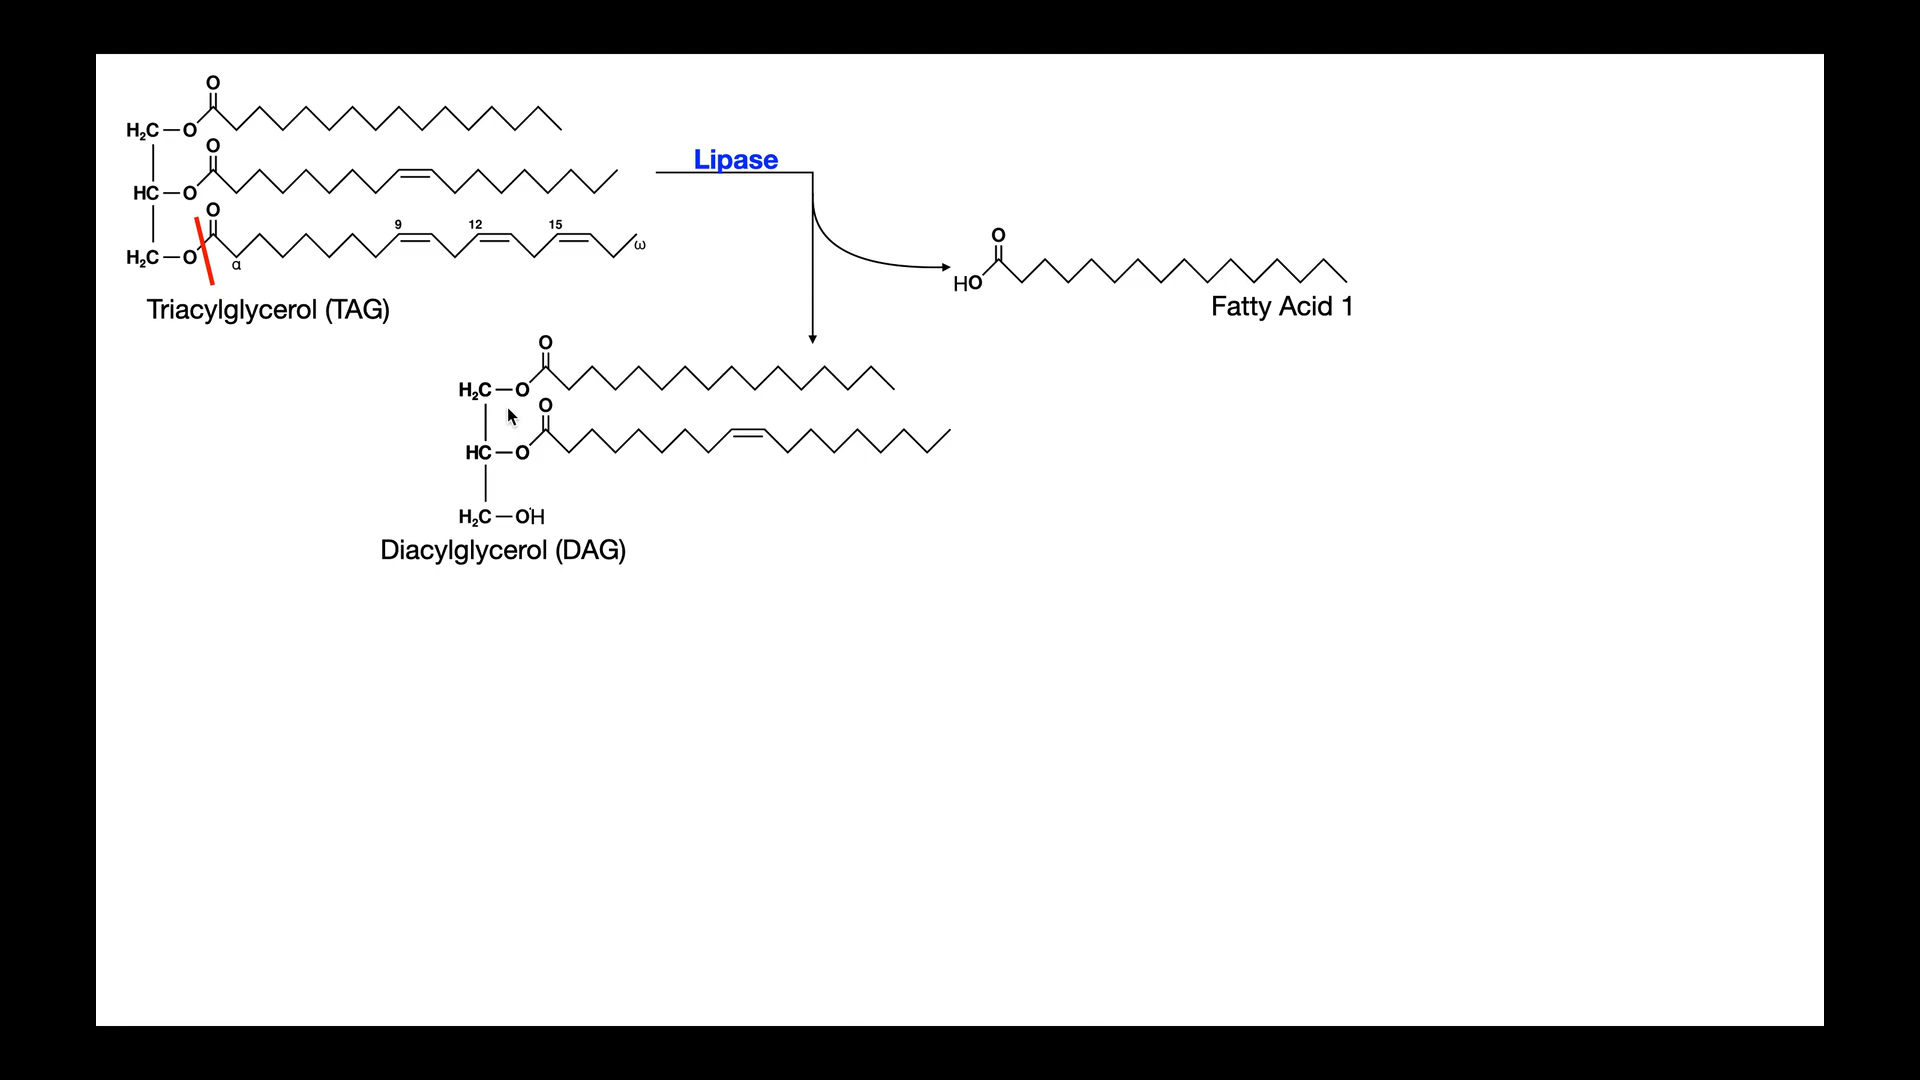 O
H₂C—O
O
HC—O
O
9 12 15
ω
H₂C—O
α
Triacylglycerol (TAG)
Lipase
O
HO
Fatty Acid 1
O
H₂C—O
O
HC—O
H₂C—OH
Diacylglycerol (DAG)